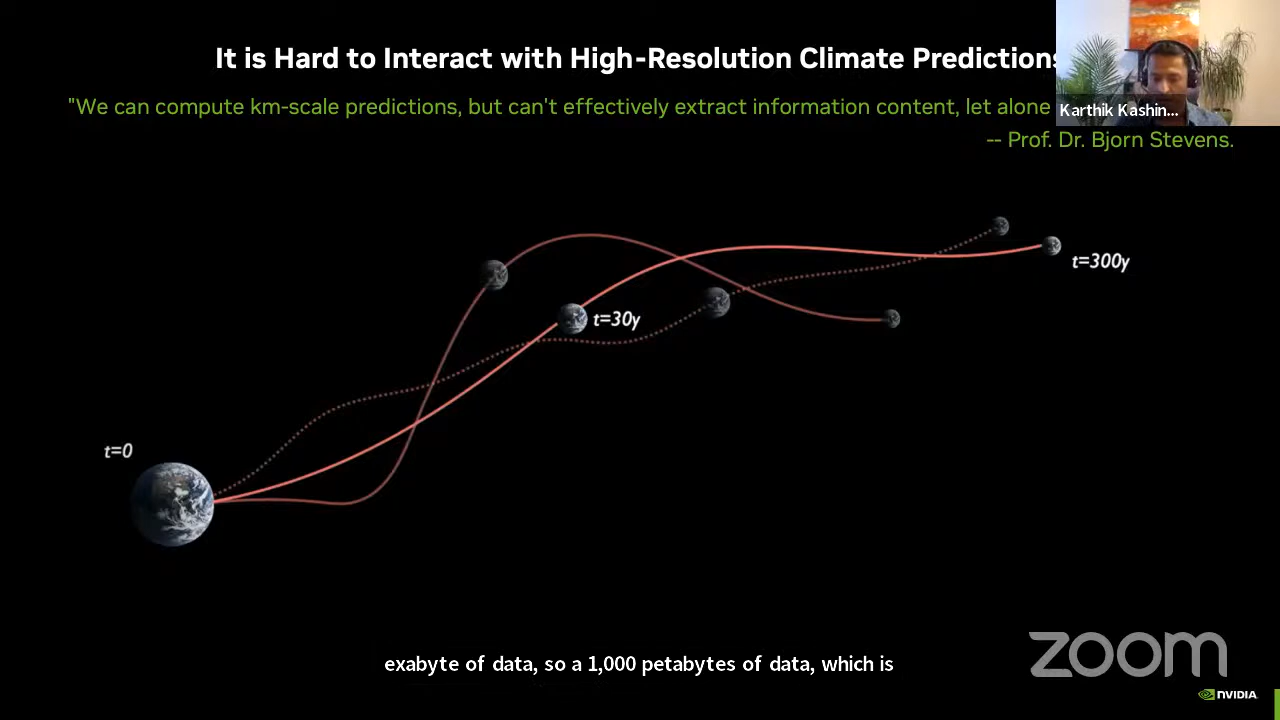 It is Hard to Interact with High-Resolution Climate Predictions
"We can compute km-scale predictions, but can't effectively extract information content, let alone
Karthik Kashin...
-- Prof. Dr. Bjorn Stevens.
t=300y
t=30y
t=0
exabyte of data, so a 1,000 petabytes of data, which is
zoom
NVIDIA